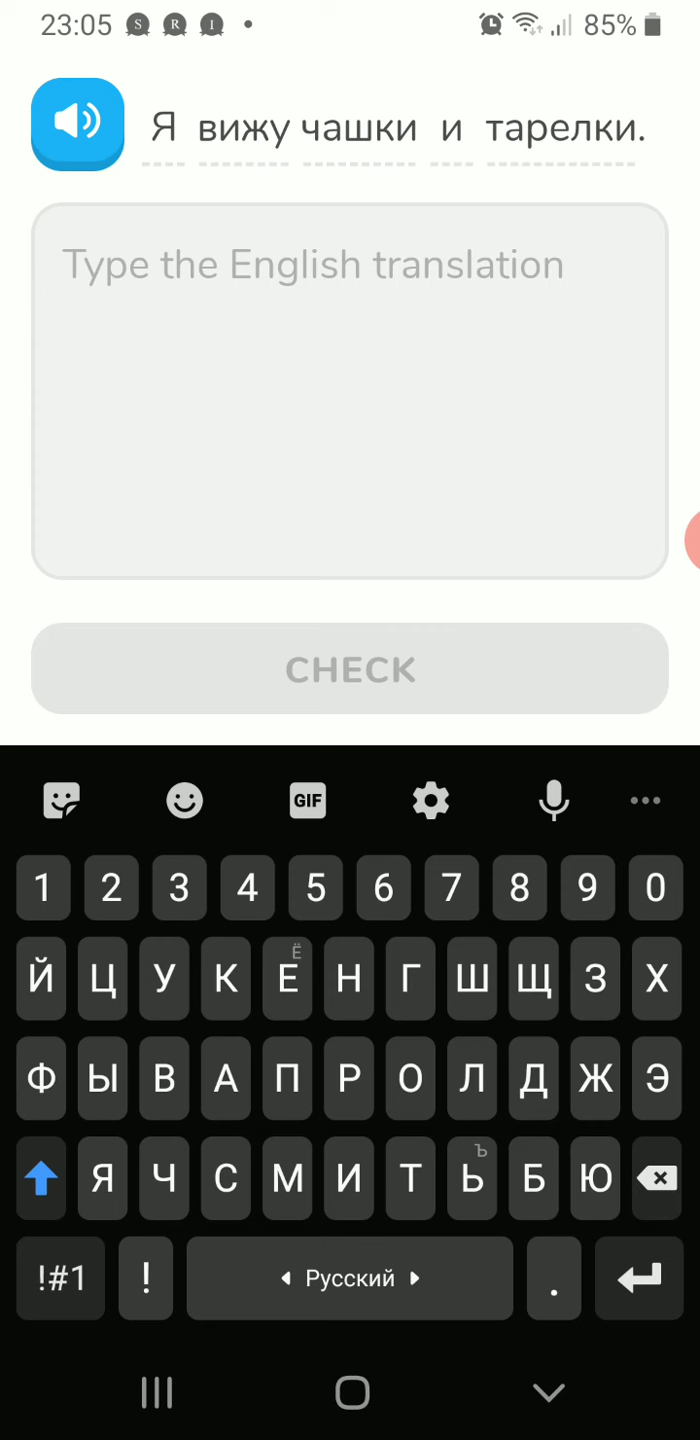 23:05 S R I 85%
Я вижу чашки и тарелки.
Type the English translation
CHECK
GIF
1 2 3 4 5 6 7 8 9 0
Й Ц У К Е Ё Н Г Ш Щ З Х
Ф Ы В А П Р О Л Д Ж Э
Я Ч С М И Т Ь Ъ Б Ю
!#1 ! Русский .